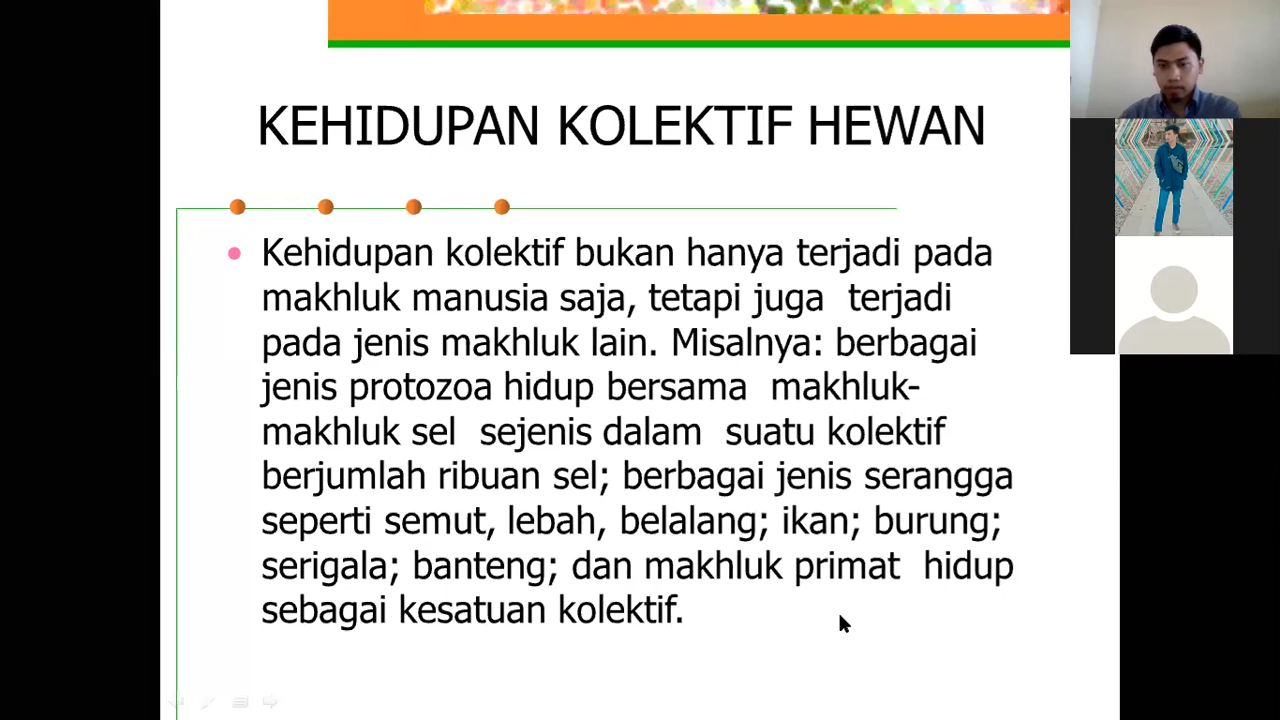 KEHIDUPAN KOLEKTIF HEWAN
Kehidupan kolektif bukan hanya terjadi pada
makhluk manusia saja, tetapi juga terjadi
pada jenis makhluk lain. Misalnya: berbagai
jenis protozoa hidup bersama makhluk-
makhluk sel sejenis dalam suatu kolektif
berjumlah ribuan sel; berbagai jenis serangga
seperti semut, lebah, belalang; ikan; burung;
serigala; banteng; dan makhluk primat hidup
sebagai kesatuan kolektif.